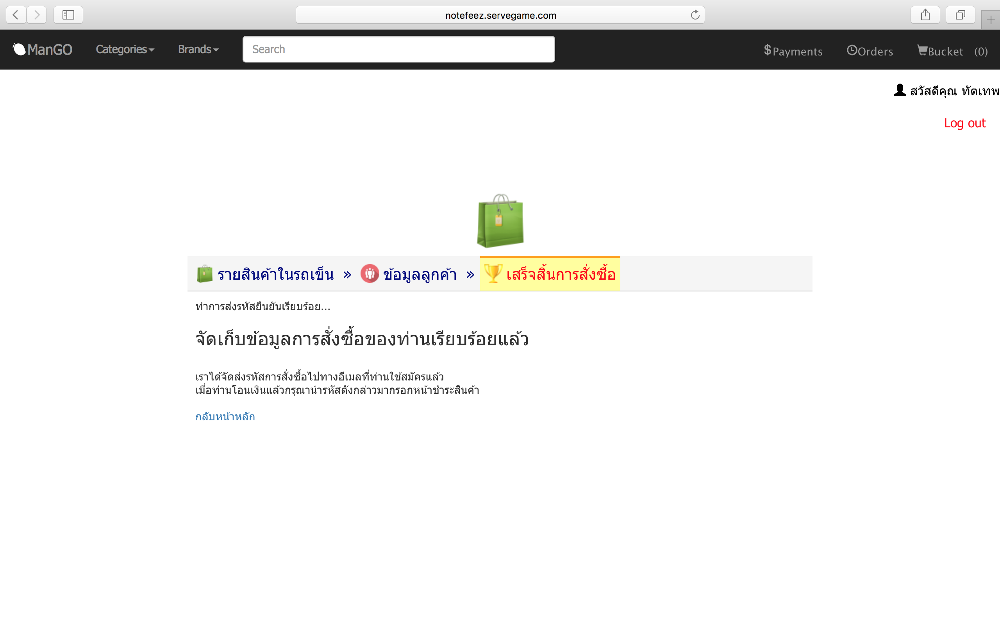 notefeez.servegame.com
ManGO Categories Brands Search $Payments Orders Bucket (0)
สวัสดีคุณ ทัตเทพ
Log out
รายสินค้าในรถเข็น » ข้อมูลลูกค้า » เสร็จสิ้นการสั่งซื้อ
ทำการส่งรหัสยืนยันเรียบร้อย...
จัดเก็บข้อมูลการสั่งซื้อของท่านเรียบร้อยแล้ว
เราได้จัดส่งรหัสการสั่งซื้อไปทางอีเมลที่ท่านใช้สมัครแล้ว
เมื่อท่านโอนเงินแล้วกรุณานำรหัสดังกล่าวมากรอกหน้าชำระสินค้า
กลับหน้าหลัก